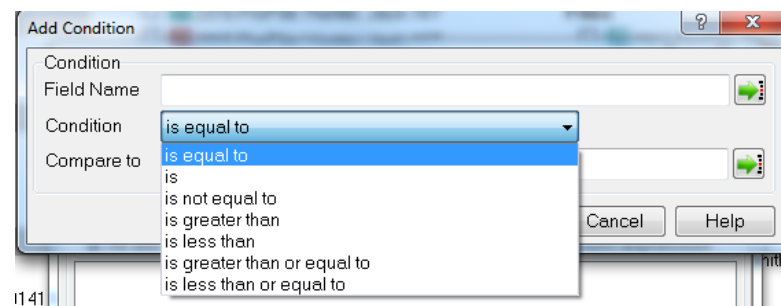 Add Condition
?
X
Condition
Field Name
Condition
is equal to
Compare to
is equal to
is
is not equal to
is greater than
is less than
is greater than or equal to
is less than or equal to
Cancel
Help